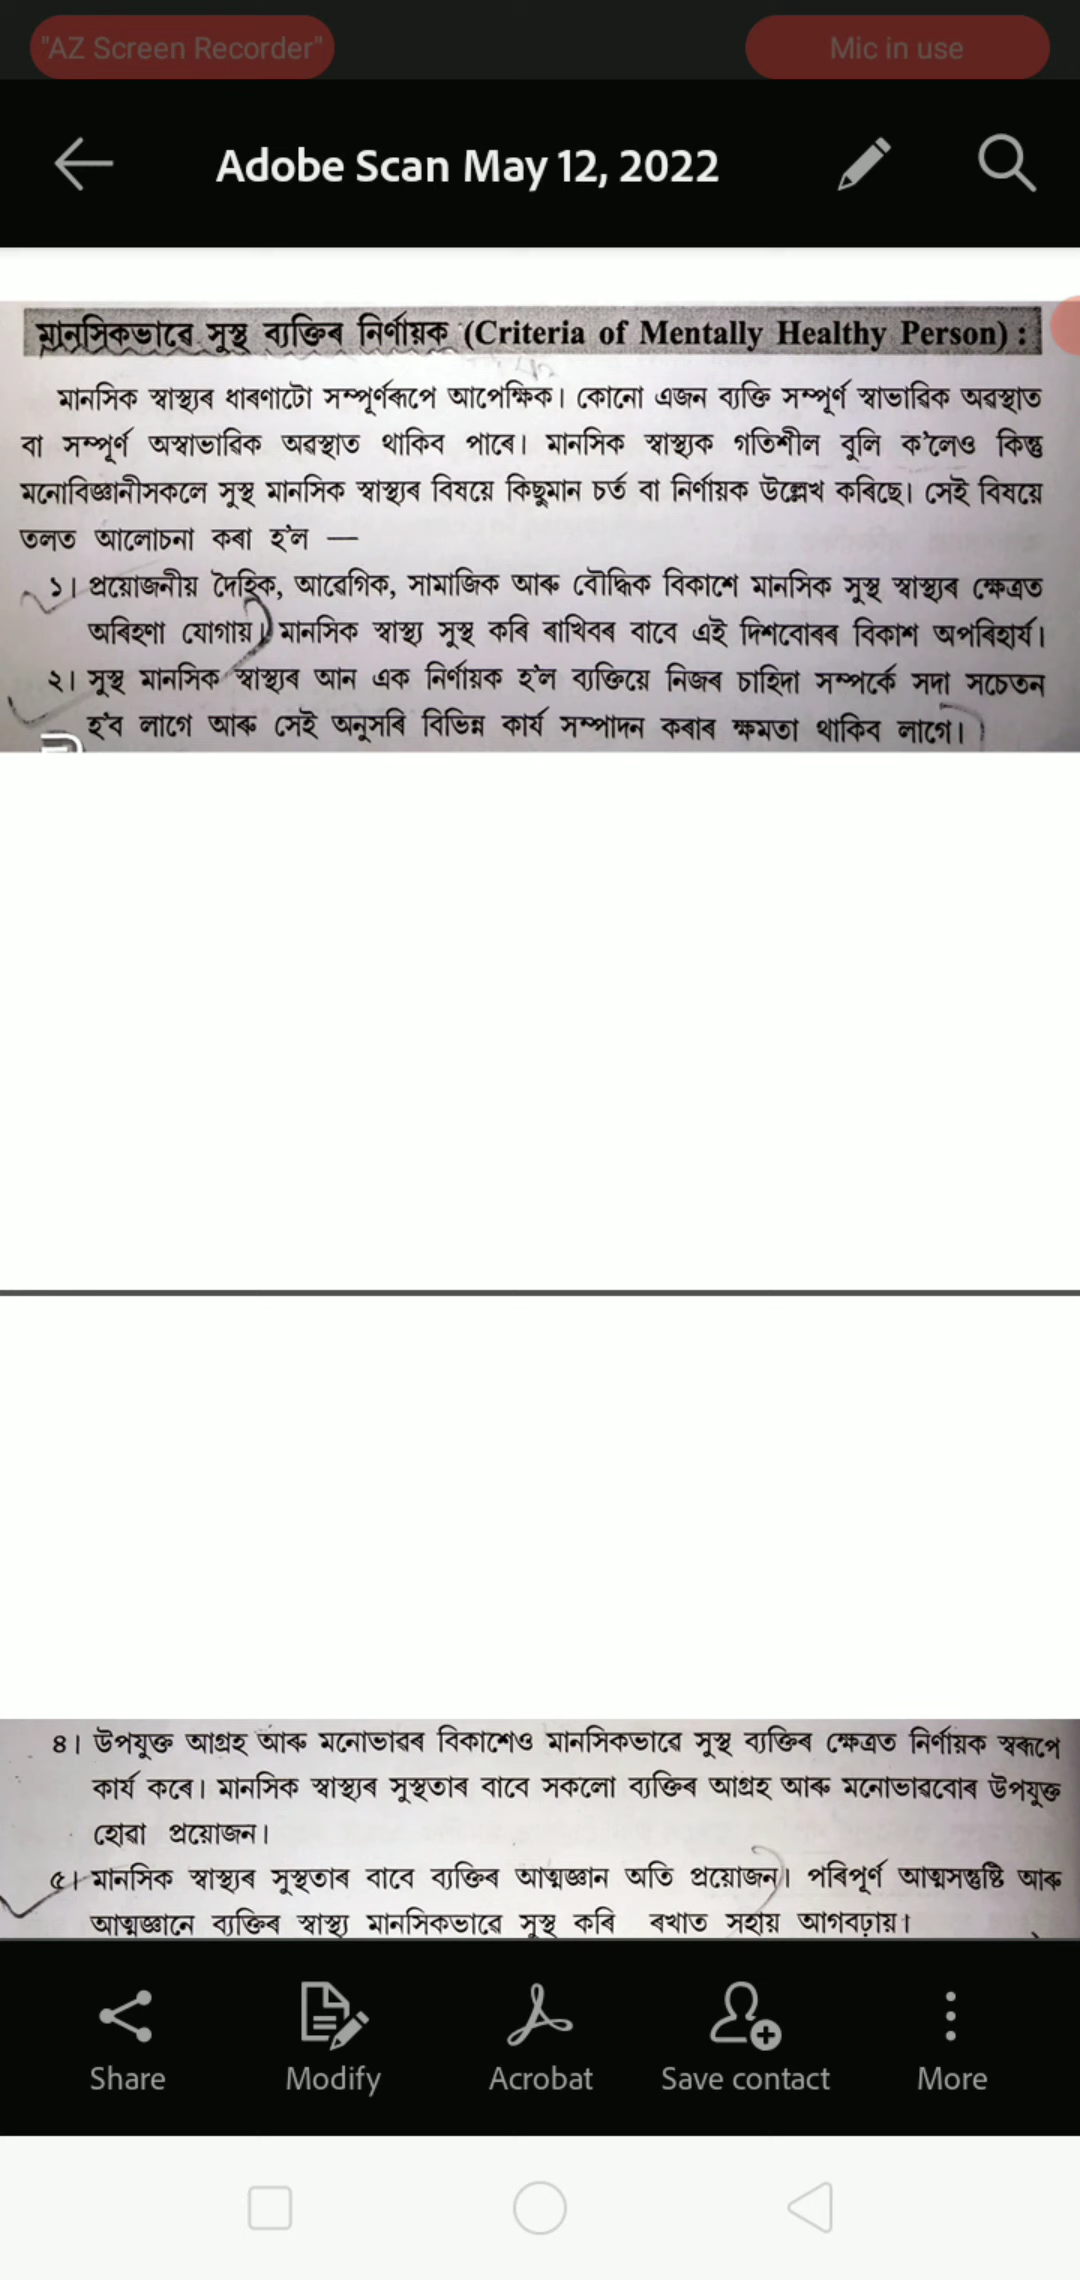 "AZ Screen Recorder"
Mic in use
Adobe Scan May 12, 2022
মানসিকভাৱে সুস্থ ব্যক্তিৰ নিৰ্ণায়ক (Criteria of Mentally Healthy Person) :
মানসিক স্বাস্থ্যৰ ধাৰণাটো সম্পূৰ্ণৰূপে আপেক্ষিক। কোনো এজন ব্যক্তি সম্পূৰ্ণ স্বাভাৱিক অৱস্থাত
বা সম্পূৰ্ণ অস্বাভাৱিক অৱস্থাত থাকিব পাৰে। মানসিক স্বাস্থ্যক গতিশীল বুলি ক'লেও কিন্তু
মনোবিজ্ঞানীসকলে সুস্থ মানসিক স্বাস্থ্যৰ বিষয়ে কিছুমান চৰ্ত বা নিৰ্ণায়ক উল্লেখ কৰিছে। সেই বিষয়ে
তলত আলোচনা কৰা হ'ল —
১। প্ৰয়োজনীয় দৈহিক, আৱেগিক, সামাজিক আৰু বৌদ্ধিক বিকাশে মানসিক সুস্থ স্বাস্থ্যৰ ক্ষেত্ৰত
অৰিহণা যোগায়। মানসিক স্বাস্থ্য সুস্থ কৰি ৰাখিবৰ বাবে এই দিশবোৰৰ বিকাশ অপৰিহাৰ্য।
২। সুস্থ মানসিক স্বাস্থ্যৰ আন এক নিৰ্ণায়ক হ'ল ব্যক্তিয়ে নিজৰ চাহিদা সম্পৰ্কে সদা সচেতন
হ'ব লাগে আৰু সেই অনুসৰি বিভিন্ন কাৰ্য সম্পাদন কৰাৰ ক্ষমতা থাকিব লাগে।
৪। উপযুক্ত আগ্ৰহ আৰু মনোভাৱৰ বিকাশেও মানসিকভাৱে সুস্থ ব্যক্তিৰ ক্ষেত্ৰত নিৰ্ণায়ক স্বৰূপে
কাৰ্য কৰে। মানসিক স্বাস্থ্যৰ সুস্থতাৰ বাবে সকলো ব্যক্তিৰ আগ্ৰহ আৰু মনোভাৱবোৰ উপযুক্ত
হোৱা প্ৰয়োজন।
৫। মানসিক স্বাস্থ্যৰ সুস্থতাৰ বাবে ব্যক্তিৰ আত্মজ্ঞান অতি প্ৰয়োজন। পৰিপূৰ্ণ আত্মসন্তুষ্টি আৰু
আত্মজ্ঞানে ব্যক্তিৰ স্বাস্থ্য মানসিকভাৱে সুস্থ কৰি ৰখাত সহায় আগবঢ়ায়।
Share
Modify
Acrobat
Save contact
More